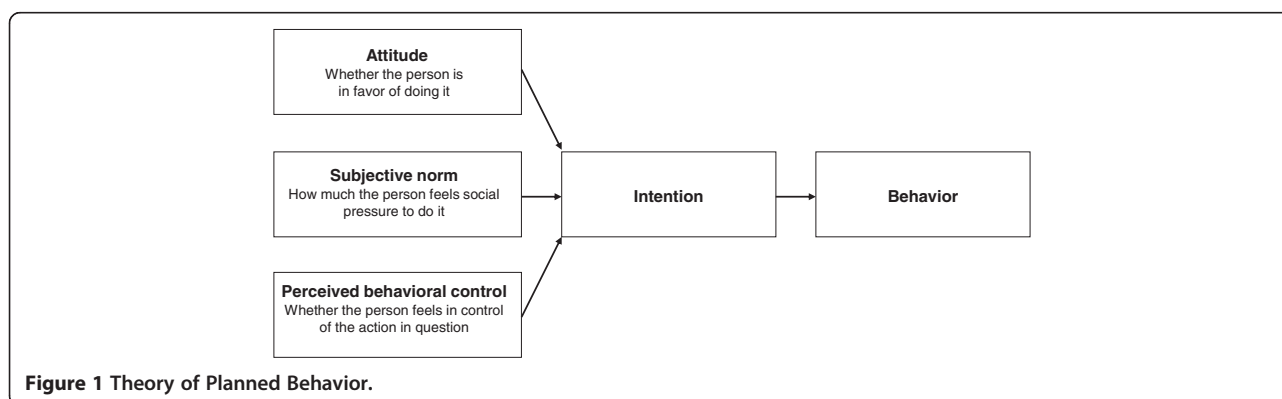 Attitude
Whether the person is
in favor of doing it
Subjective norm
How much the person feels social
pressure to do it
Perceived behavioral control
Whether the person feels in control
of the action in question
Intention
Behavior
Figure 1 Theory of Planned Behavior.